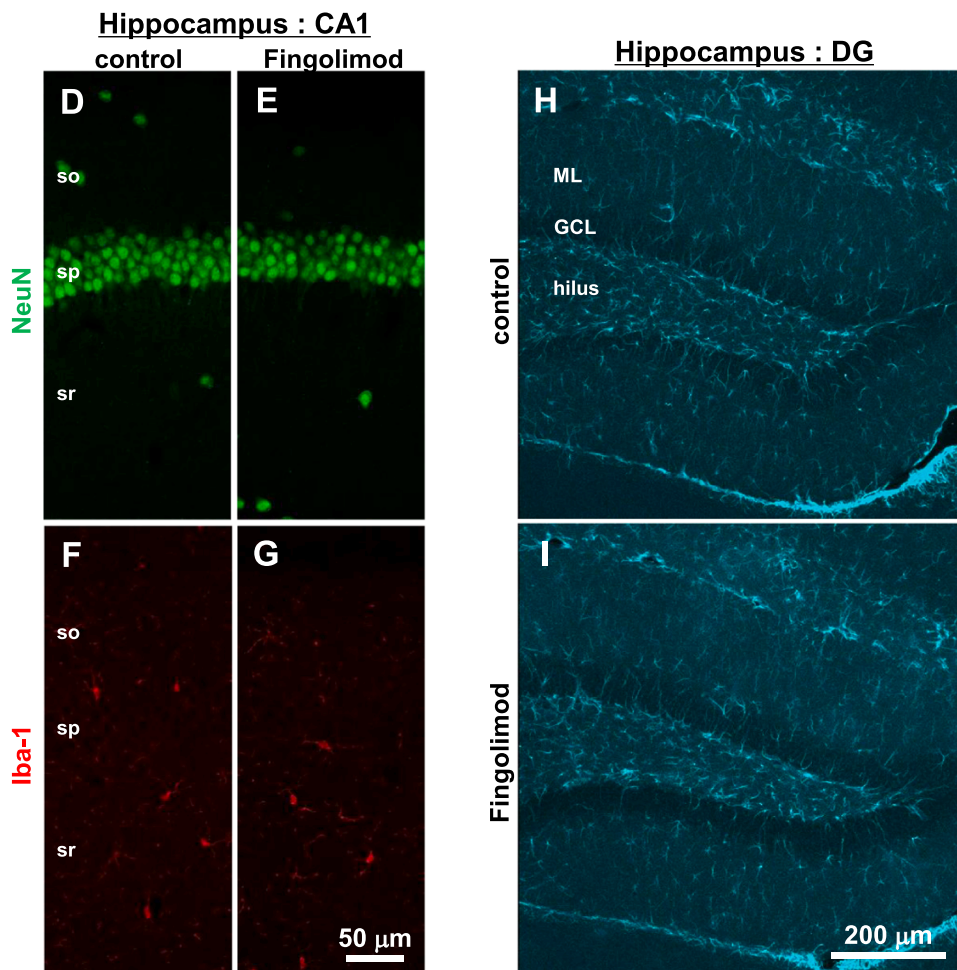 Hippocampus : CA1
control
Fingolimod
Hippocampus : DG
D
E
H
so
sp
sr
NeuN
ML
GCL
hilus
control
F
G
I
so
sp
sr
Iba-1
50 μm
Fingolimod
200 μm